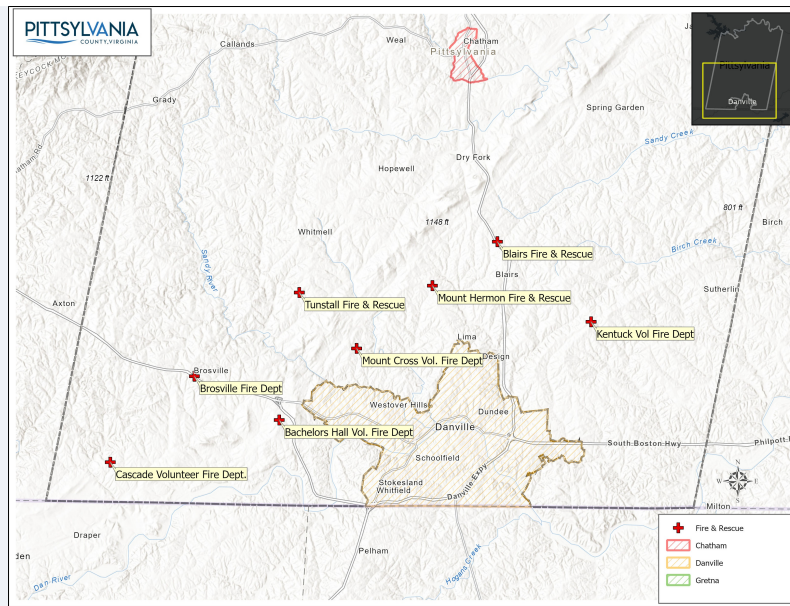 PITTSYLVANIA
COUNTY, VIRGINIA
Callands
Weal
Chatham
Pittsylvania
Grady
Spring Garden
Pittsylvania
Danville
Sandy Creek
Dry Fork
Hopewell
1122 ft
1148 ft
801 ft
Birch
Whitmell
Birch Creek
Blairs Fire & Rescue
Sandy River
Blairs
Sutherlin
Axton
Tunstall Fire & Rescue
Mount Hermon Fire & Rescue
Kentuck Vol Fire Dept
Lima
Design
Mount Cross Vol. Fire Dept
Brosville
Brosville Fire Dept
Westover Hills
Dundee
Bachelors Hall Vol. Fire Dept
Danville
South Boston Hwy
Philpott
Schoolfield
Cascade Volunteer Fire Dept.
Stokesland
Whitfield
Danville Expy
N
W
E
S
Milton
Draper
Pelham
den
Dan River
Hogans Creek
Fire & Rescue
Chatham
Danville
Gretna